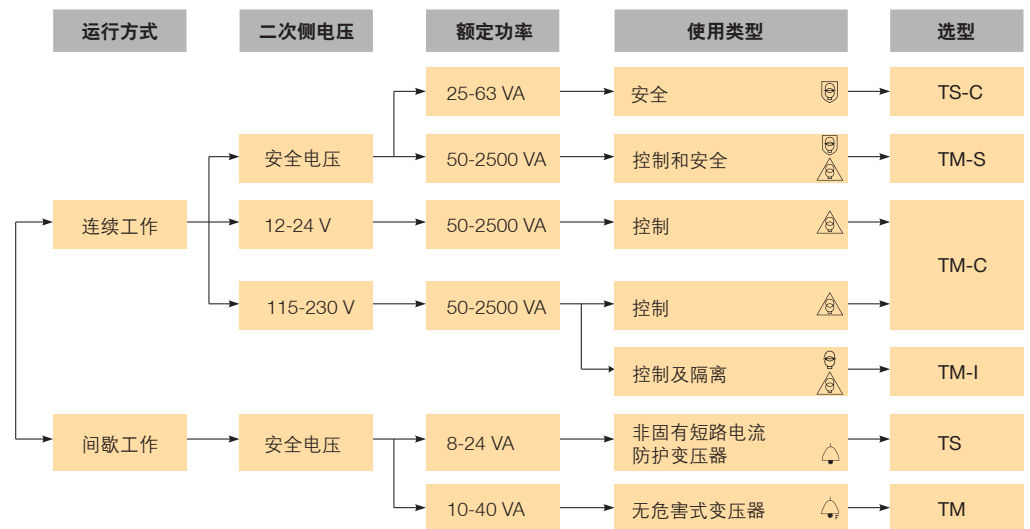 运行方式
二次侧电压
额定功率
使用类型
选型
25-63 VA
安全
TS-C
安全电压
50-2500 VA
控制和安全
TM-S
连续工作
12-24 V
50-2500 VA
控制
TM-C
115-230 V
50-2500 VA
控制
控制及隔离
TM-I
间歇工作
安全电压
8-24 VA
非固有短路电流
防护变压器
TS
10-40 VA
无危害式变压器
F
TM